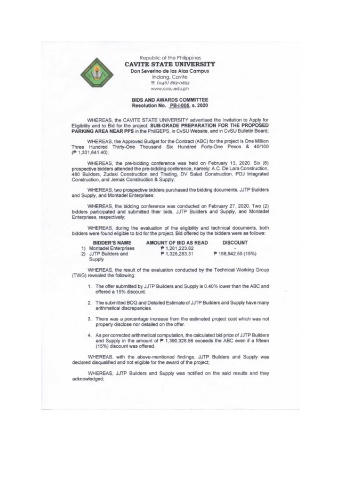 Republic of the Philippines
CAVITE STATE UNIVERSITY
Don Severino de las Alas Campus
Indang, Cavite
www.cvsu.edu.ph
BIDS AND AWARDS COMMITTEE
Resolution No. PB-I-008, s. 2020
WHEREAS, the CAVITE STATE UNIVERSITY advertised the Invitation to Apply for
Eligibility and to Bid for the project SUB-GRADE PREPARATION FOR THE PROPOSED
PARKING AREA NEAR PPS in the PhilGEPS, in CvSU Website, and in CvSU Bulletin Board;
WHEREAS, the Approved Budget for the Contract (ABC) for the project is One Million
Three Hundred Thirty-One Thousand Six Hundred Forty-One Pesos & 40/100
(₱ 1,331,641.40);
WHEREAS, the pre-bidding conference was held on February 13, 2020. Six (6)
prospective bidders attended the pre-bidding conference, namely: A.C. De Lara Construction,
480 Builders, Zudael Construction and Trading, DV Salud Construction, PDJ Integrated
Construction, and Jemas Construction & Supply;
WHEREAS, two prospective bidders purchased the bidding documents, JJTP Builders
and Supply, and Montadel Enterprises;
WHEREAS, the bidding conference was conducted on February 27, 2020. Two (2)
bidders participated and submitted their bids, JJTP Builders and Supply, and Montadel
Enterprises, respectively;
WHEREAS, during the evaluation of the eligibility and technical documents, both
bidders were found eligible to bid for the project. Bid offered by the bidders were as follow:
BIDDER'S NAME AMOUNT OF BID AS READ DISCOUNT
1) Montadel Enterprises ₱ 1,201,223.82 -
2) JJTP Builders and Supply ₱ 1,326,283.31 ₱ 198,942.50 (15%)
WHEREAS, the result of the evaluation conducted by the Technical Working Group
(TWG) revealed the following:
1. The offer submitted by JJTP Builders and Supply is 0.40% lower than the ABC and
offered a 15% discount.
2. The submitted BOQ and Detailed Estimate of JJTP Builders and Supply have many
arithmetical discrepancies.
3. There was a percentage increase from the estimated project cost which was not
properly disclose nor detailed on the offer.
4. As per corrected arithmetical computation, the calculated bid price of JJTP Builders
and Supply in the amount of ₱ 1,390,328.86 exceeds the ABC even if a fifteen
(15%) discount was offered.
WHEREAS, with the above-mentioned findings, JJTP Builders and Supply was
declared disqualified and not eligible for the award of the project;
WHEREAS, JJTP Builders and Supply was notified on the said results and they
acknowledged;